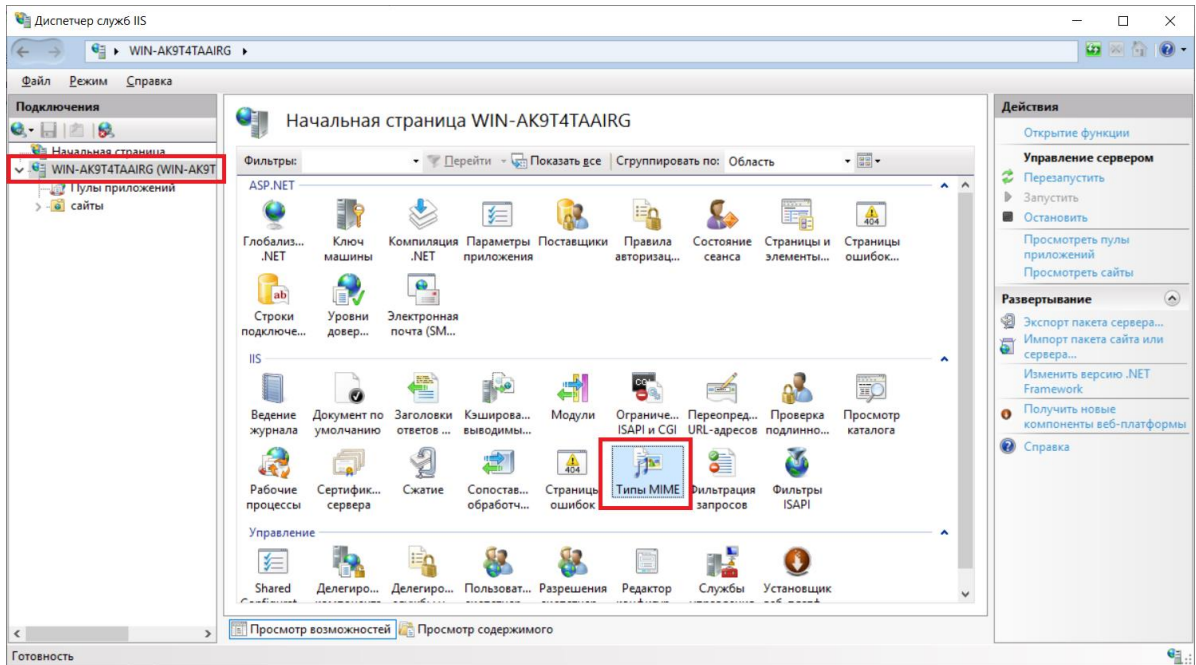 Диспетчер служб IIS
WIN-AK9T4TAAIRG
Файл Режим Справка
Подключения
Начальная страница
WIN-AK9T4TAAIRG (WIN-AK9T
Пулы приложений
сайты
Начальная страница WIN-AK9T4TAAIRG
Фильтры: Перейти Показать все Сгруппировать по: Область
ASP.NET
Глобализ... Ключ Компиляция Параметры Поставщики Правила Состояние Страницы и Страницы
.NET машины .NET приложения авторизац... сеанса элементы... ошибок...
404
ab
Строки Уровни Электронная
подключе... довер... почта (SM...
IIS
Ведение Документ по Заголовки Кэширова... Модули Ограниче... Переопред... Проверка Просмотр
журнала умолчанию ответов ... выводимы... ISAPI и CGI URL-адресов подлинно... каталога
404
Рабочие Сертифик... Сжатие Сопостав... Страницы Типы MIME Фильтрация Фильтры
процессы сервера обработч... ошибок запросов ISAPI
Управление
Shared Делегиро... Делегиро... Пользоват... Разрешения Редактор Службы Установщик
Просмотр возможностей Просмотр содержимого
Действия
Открытие функции
Управление сервером
Перезапустить
Запустить
Остановить
Просмотреть пулы
приложений
Просмотреть сайты
Развертывание
Экспорт пакета сервера...
Импорт пакета сайта или
сервера...
Изменить версию .NET
Framework
Получить новые
компоненты веб-платформы
Справка
Готовность